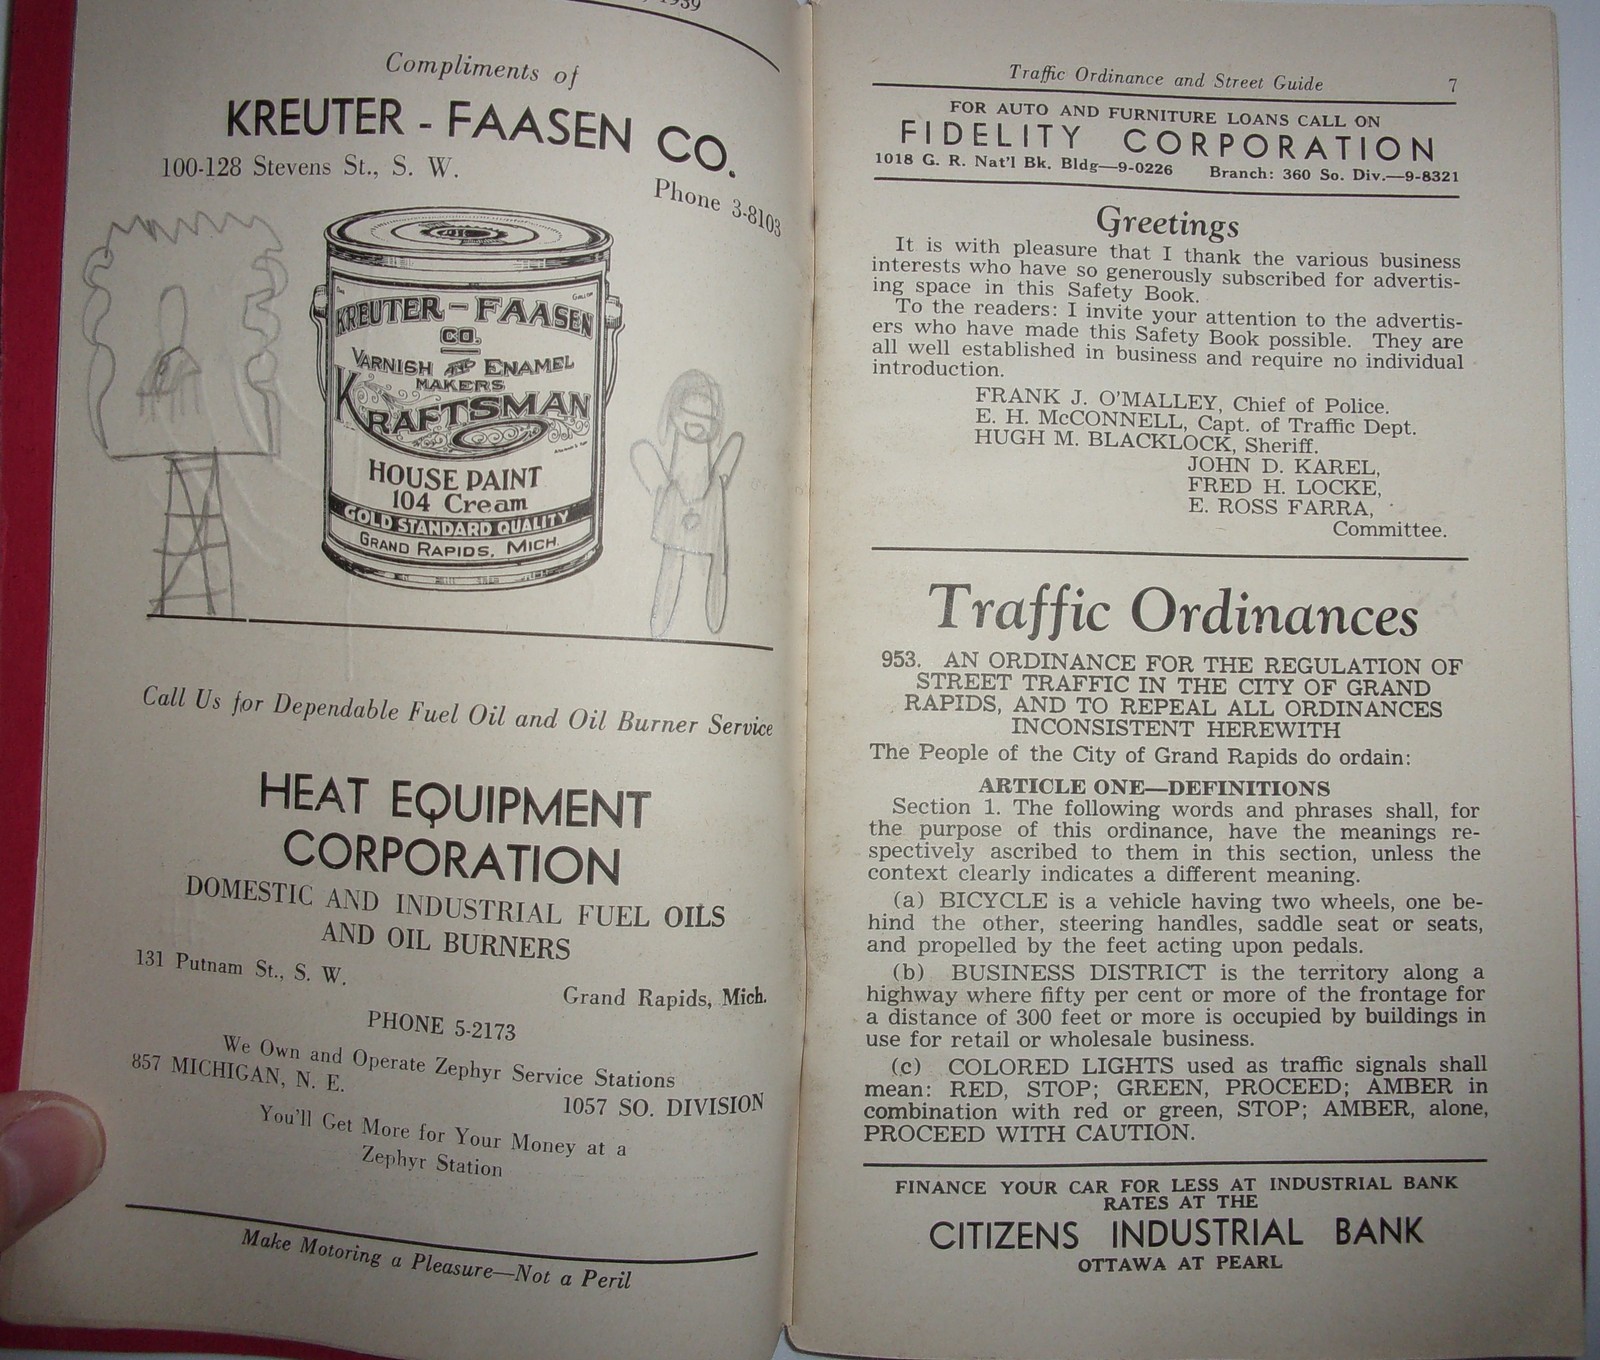 1939
Compliments of
KREUTER - FAASEN CO.
100-128 Stevens St., S. W.
Phone 3-8103
KREUTER-FAASEN
CO.
VARNISH AND ENAMEL
MAKERS
KRAFTSMAN
HOUSE PAINT
104 Cream
GOLD STANDARD QUALITY
GRAND RAPIDS, MICH.
Call Us for Dependable Fuel Oil and Oil Burner Service
HEAT EQUIPMENT
CORPORATION
DOMESTIC AND INDUSTRIAL FUEL OILS
AND OIL BURNERS
131 Putnam St., S. W.
Grand Rapids, Mich.
PHONE 5-2173
We Own and Operate Zephyr Service Stations
857 MICHIGAN, N. E.
1057 SO. DIVISION
You'll Get More for Your Money at a
Zephyr Station
Make Motoring a Pleasure—Not a Peril
Traffic Ordinance and Street Guide 7
FOR AUTO AND FURNITURE LOANS CALL ON
FIDELITY CORPORATION
1018 G. R. Nat'l Bk. Bldg—9-0226 Branch: 360 So. Div.—9-8321
Greetings
It is with pleasure that I thank the various business
interests who have so generously subscribed for advertis-
ing space in this Safety Book.
To the readers: I invite your attention to the advertis-
ers who have made this Safety Book possible. They are
all well established in business and require no individual
introduction.
FRANK J. O'MALLEY, Chief of Police.
E. H. McCONNELL, Capt. of Traffic Dept.
HUGH M. BLACKLOCK, Sheriff.
JOHN D. KAREL,
FRED H. LOCKE,
E. ROSS FARRA,
Committee.
Traffic Ordinances
953. AN ORDINANCE FOR THE REGULATION OF
STREET TRAFFIC IN THE CITY OF GRAND
RAPIDS, AND TO REPEAL ALL ORDINANCES
INCONSISTENT HEREWITH
The People of the City of Grand Rapids do ordain:
ARTICLE ONE—DEFINITIONS
Section 1. The following words and phrases shall, for
the purpose of this ordinance, have the meanings re-
spectively ascribed to them in this section, unless the
context clearly indicates a different meaning.
(a) BICYCLE is a vehicle having two wheels, one be-
hind the other, steering handles, saddle seat or seats,
and propelled by the feet acting upon pedals.
(b) BUSINESS DISTRICT is the territory along a
highway where fifty per cent or more of the frontage for
a distance of 300 feet or more is occupied by buildings in
use for retail or wholesale business.
(c) COLORED LIGHTS used as traffic signals shall
mean: RED, STOP; GREEN, PROCEED; AMBER in
combination with red or green, STOP; AMBER, alone,
PROCEED WITH CAUTION.
FINANCE YOUR CAR FOR LESS AT INDUSTRIAL BANK
RATES AT THE
CITIZENS INDUSTRIAL BANK
OTTAWA AT PEARL